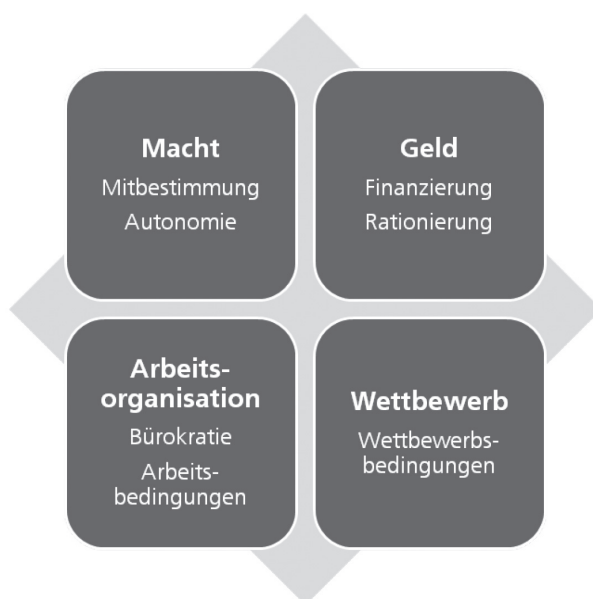 Macht
Mitbestimmung
Autonomie
Geld
Finanzierung
Rationierung
Arbeits-
organisation
Bürokratie
Arbeits-
bedingungen
Wettbewerb
Wettbewerbs-
bedingungen